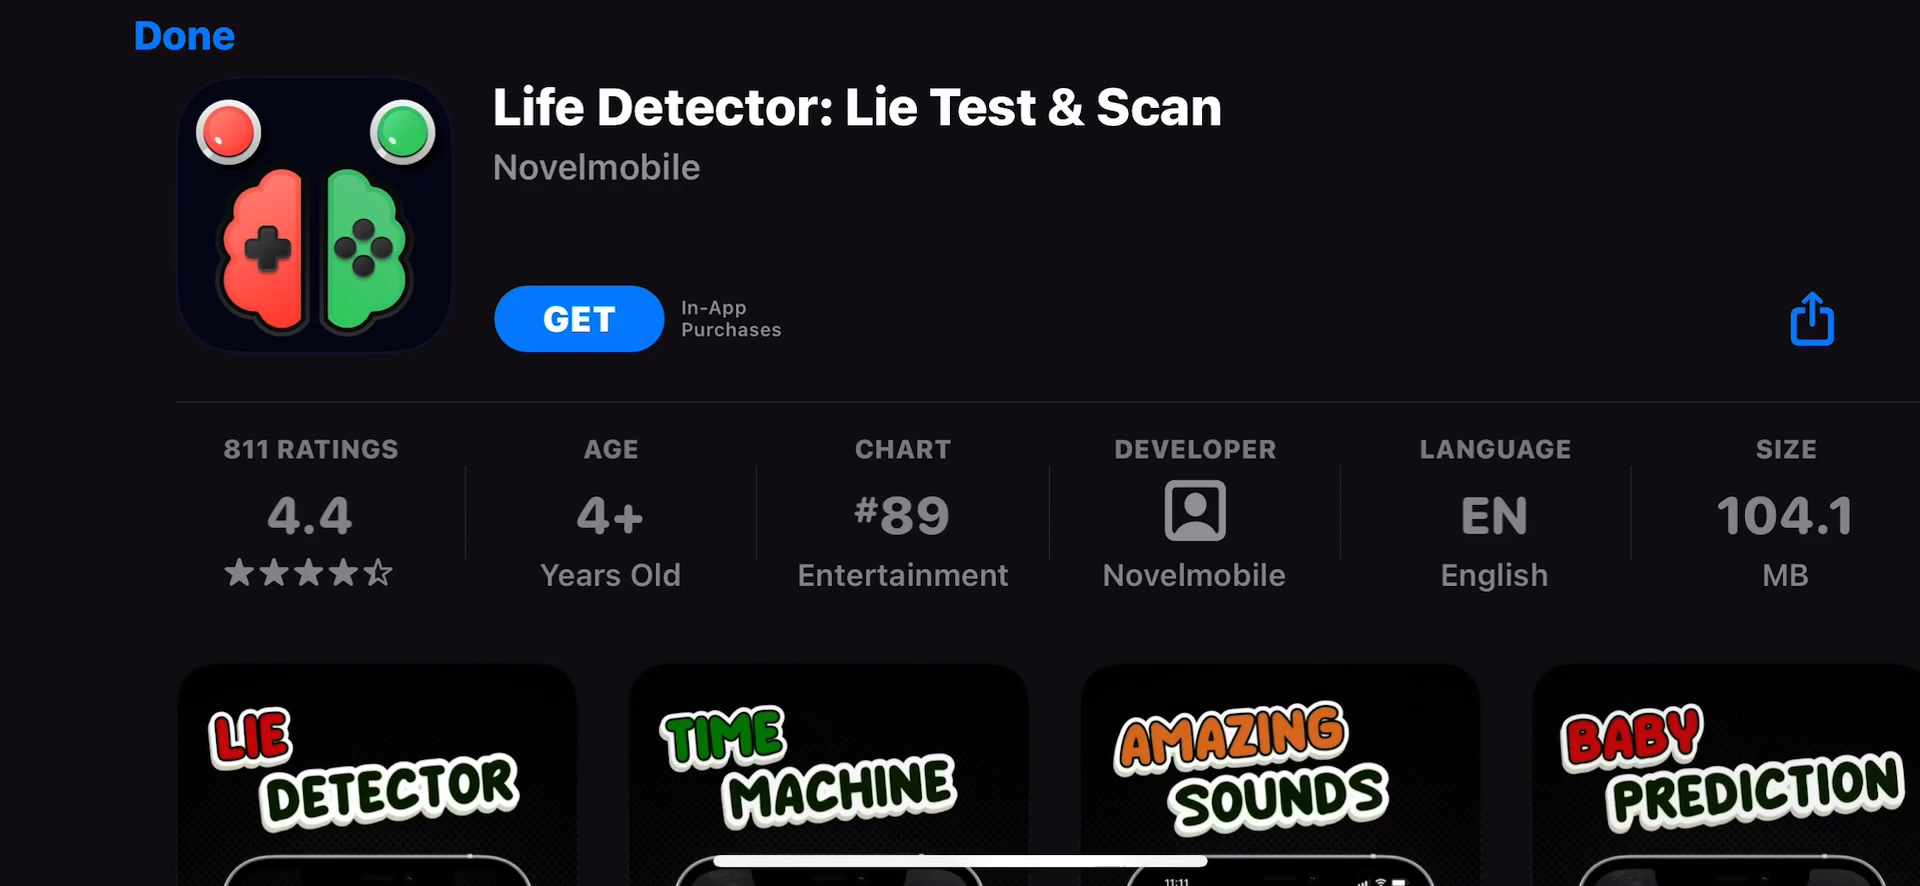 Done
Life Detector: Lie Test & Scan
Novelmobile
GET
In-App
Purchases
811 RATINGS
4.4
AGE
4+
Years Old
CHART
#89
Entertainment
DEVELOPER
Novelmobile
LANGUAGE
EN
English
SIZE
104.1
MB
LIE
DETECTOR
TIME
MACHINE
AMAZING
SOUNDS
11:11
BABY
PREDICTION